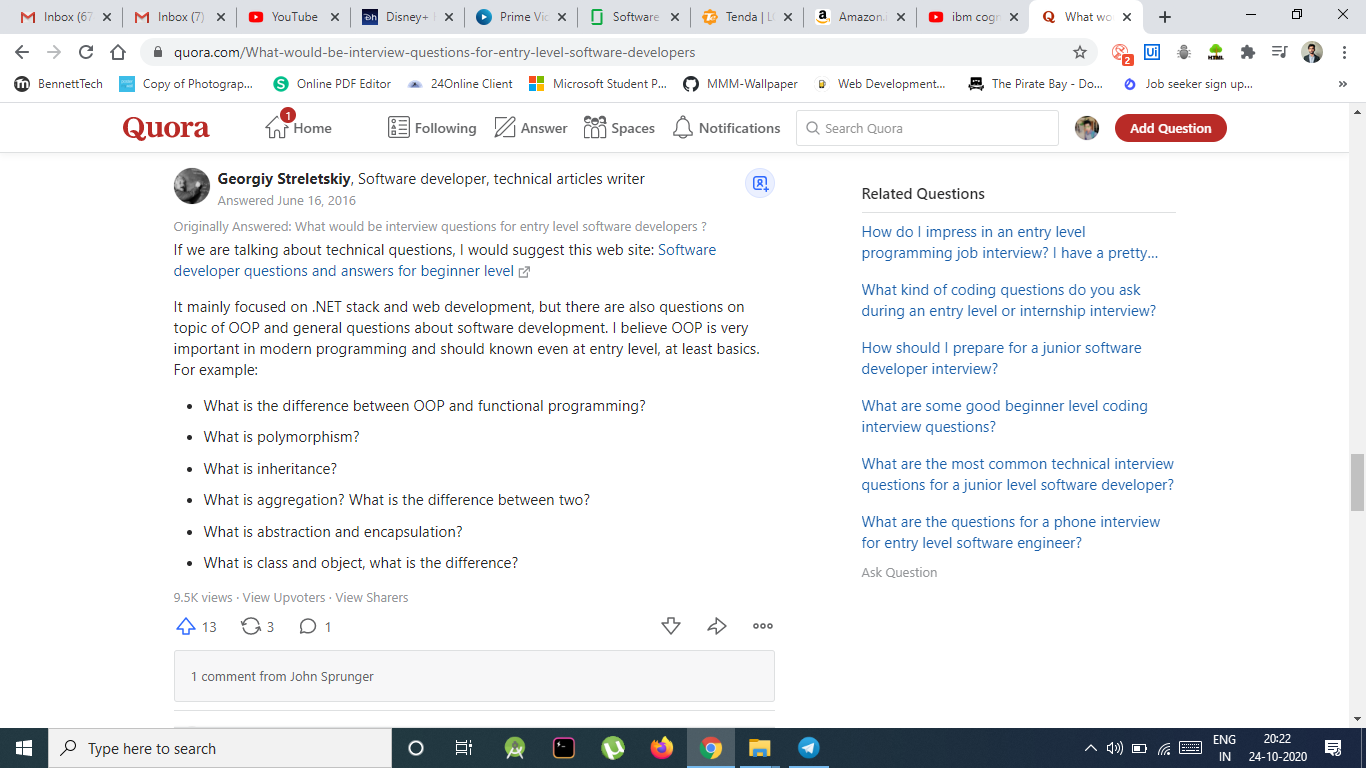 Inbox (67
Inbox (7)
YouTube
Disney+
Prime Vid
Software
Tenda | L
Amazon.i
ibm cogn
What wo
quora.com/What-would-be-interview-questions-for-entry-level-software-developers
2
BennettTech
Copy of Photograp...
Online PDF Editor
24Online Client
Microsoft Student P...
MMM-Wallpaper
Web Development...
The Pirate Bay - Do...
Job seeker sign up...
»
Quora
1
Home
Following
Answer
Spaces
Notifications
Search Quora
Add Question
Georgiy Streletskiy, Software developer, technical articles writer
Answered June 16, 2016
Originally Answered: What would be interview questions for entry level software developers ?
If we are talking about technical questions, I would suggest this web site: Software
developer questions and answers for beginner level
It mainly focused on .NET stack and web development, but there are also questions on
topic of OOP and general questions about software development. I believe OOP is very
important in modern programming and should known even at entry level, at least basics.
For example:
• What is the difference between OOP and functional programming?
• What is polymorphism?
• What is inheritance?
• What is aggregation? What is the difference between two?
• What is abstraction and encapsulation?
• What is class and object, what is the difference?
9.5K views · View Upvoters · View Sharers
13
3
1
1 comment from John Sprunger
Related Questions
How do I impress in an entry level
programming job interview? I have a pretty...
What kind of coding questions do you ask
during an entry level or internship interview?
How should I prepare for a junior software
developer interview?
What are some good beginner level coding
interview questions?
What are the most common technical interview
questions for a junior level software developer?
What are the questions for a phone interview
for entry level software engineer?
Ask Question
Type here to search
ENG
IN
20:22
24-10-2020